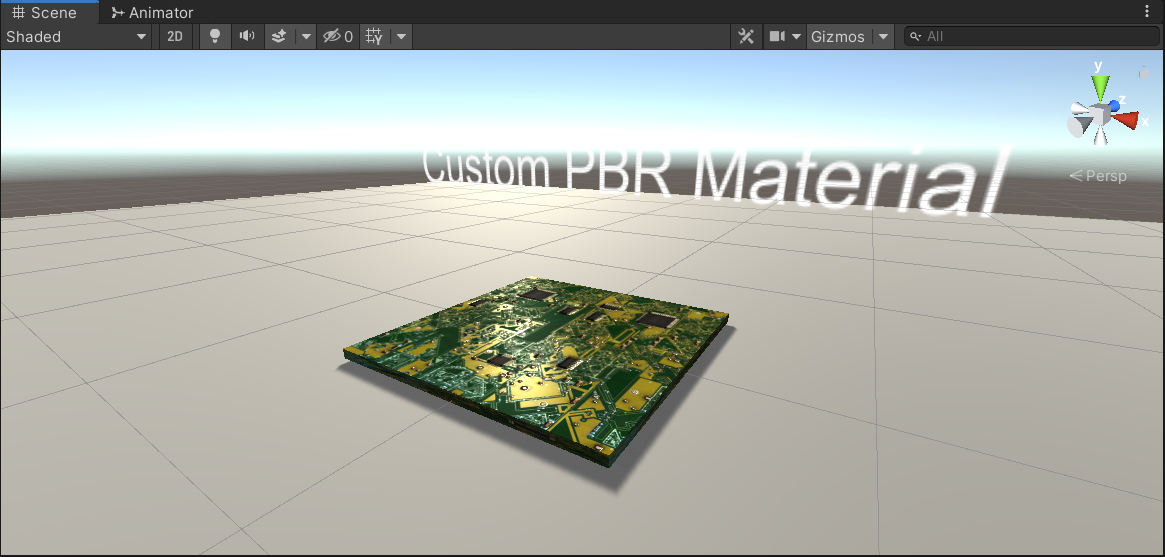 Scene
Animator
Shaded
2D
0
Gizmos
All
y
z
x
Persp
Custom PBR Material